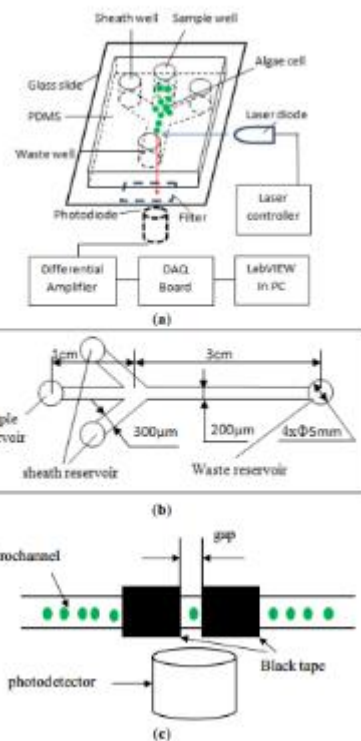 Sheath well
Sample well
Glass slide
Algae cell
PDMS
Laser diode
Waste well
Photodiode
Filter
Laser
controller
Differential
Amplifier
DAQ
Board
LabVIEW
In PC
(a)
1cm
3cm
ple
300μm
200μm
4xΦ5mm
sheath reservoir
Waste reservoir
(b)
gap
rochannel
Black tape
photodetector
(c)